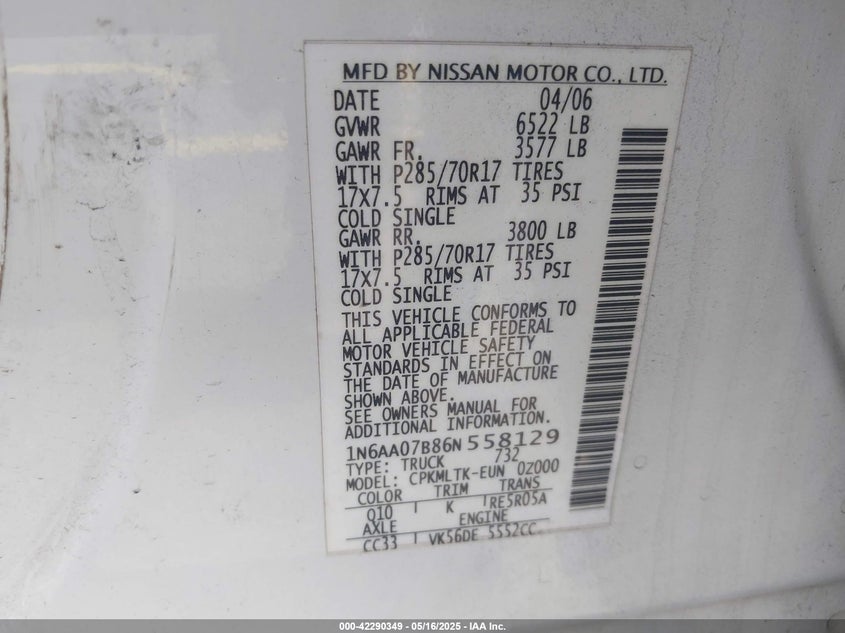 MFD BY NISSAN MOTOR CO., LTD.
DATE 04/06
GVWR 6522 LB
GAWR FR. 3577 LB
WITH P285/70R17 TIRES
17X7.5 RIMS AT 35 PSI
COLD SINGLE
GAWR RR. 3800 LB
WITH P285/70R17 TIRES
17X7.5 RIMS AT 35 PSI
COLD SINGLE
THIS VEHICLE CONFORMS TO
ALL APPLICABLE FEDERAL
MOTOR VEHICLE SAFETY
STANDARDS IN EFFECT ON
THE DATE OF MANUFACTURE
SHOWN ABOVE.
SEE OWNERS MANUAL FOR
ADDITIONAL INFORMATION.
1N6AA07B86N558129
TYPE: TRUCK 732
MODEL: CPKMLTK-EUN 0Z000
COLOR TRIM TRANS
Q10 K RE5R05A
AXLE ENGINE
CC33 VK56DE 5552CC.
000-42290349 - 05/16/2025 - IAA Inc.